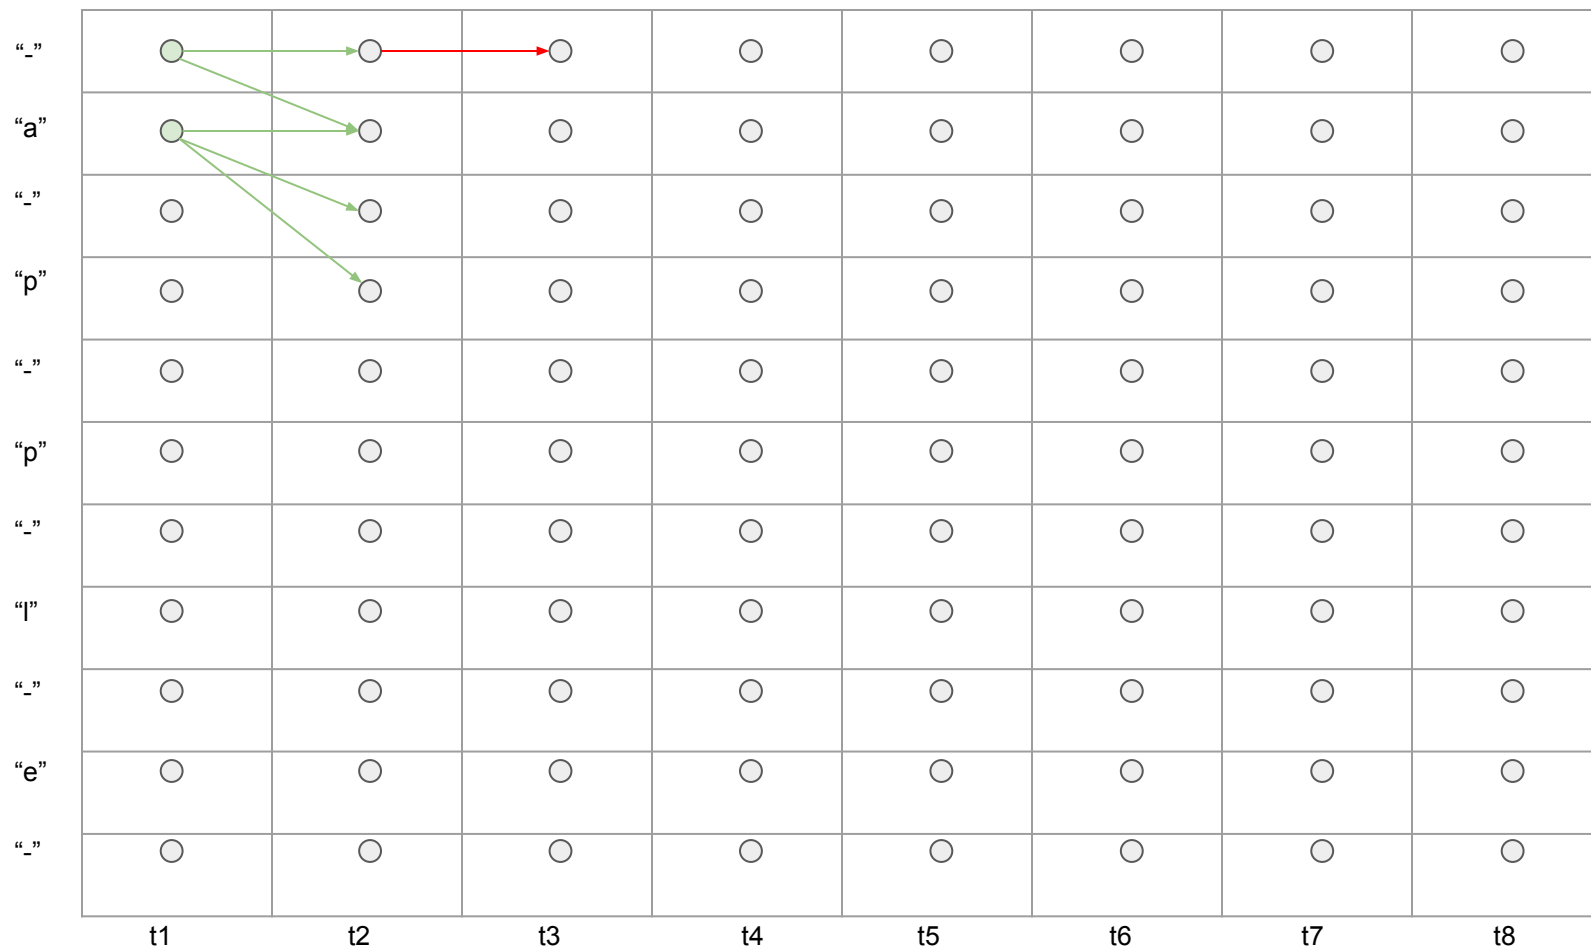 “-”
“a”
“-”
“p”
“-”
“p”
“-”
“l”
“-”
“e”
“-”
t1 t2 t3 t4 t5 t6 t7 t8